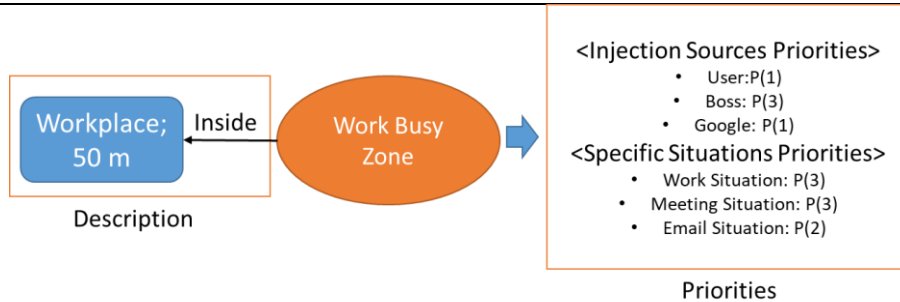 Workplace;
50 m
Inside
Description
Work Busy
Zone
<Injection Sources Priorities>
• User:P(1)
• Boss: P(3)
• Google: P(1)
<Specific Situations Priorities>
• Work Situation: P(3)
• Meeting Situation: P(3)
• Email Situation: P(2)
Priorities